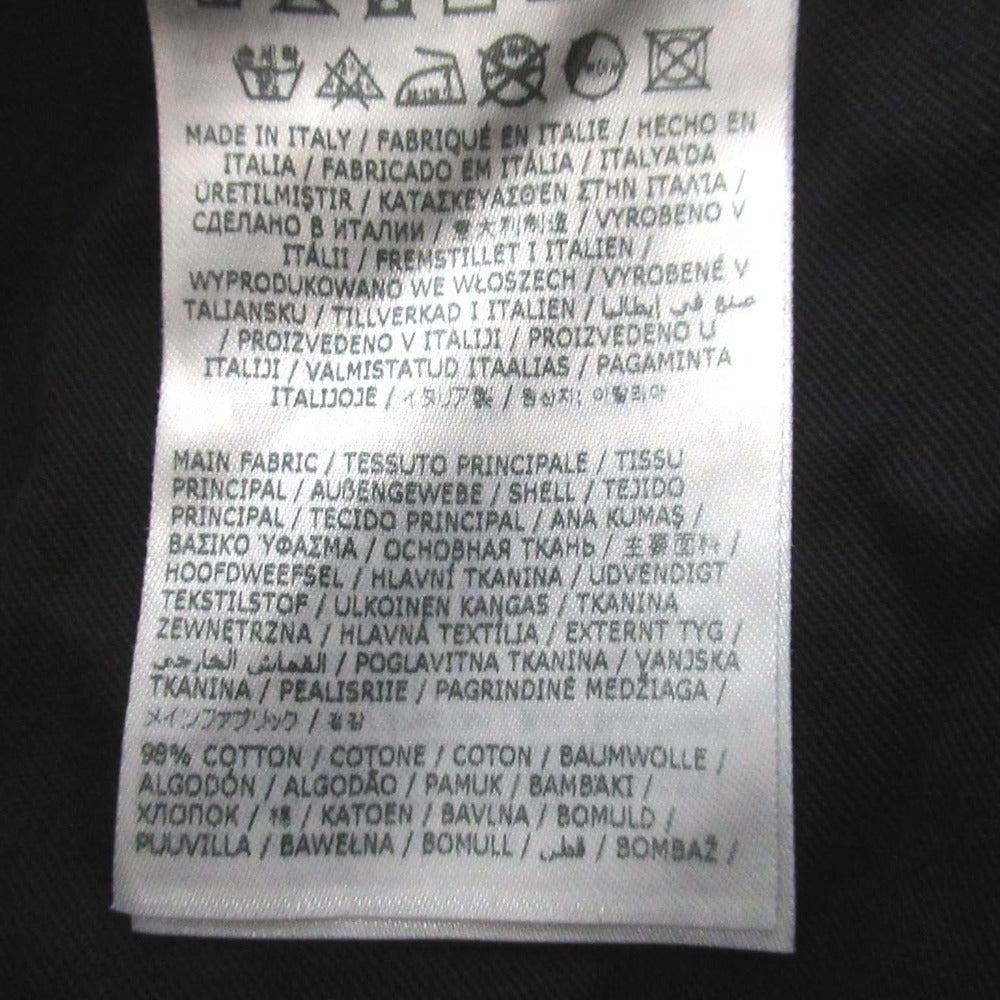 MADE IN ITALY / FABRIQUÉ EN ITALIE / HECHO EN
ITALIA / FABRICADO EM ITÁLIA / ITALYA'DA
ÜRETILMIŞTIR / ΚΑΤΑΣΚΕΥΑΣΘΕΝ ΣΤΗΝ ΙΤΑΛΊΑ /
СДЕЛАНО В ИТАЛИИ / 意大利制造 / VYROBENO V
ITÁLII / FREMSTILLET I ITALIEN /
WYPRODUKOWANO WE WŁOSZECH / VYROBENÉ V
TALIANSKU / TILLVERKAD I ITALIEN / صنع في إيطاليا
/ PROIZVEDENO V ITALIJI / PROIZVEDENO U
ITALIJI / VALMISTATUD ITAALIAS / PAGAMINTA
ITALIJOJE / イタリア製 / 원산지: 이탈리아
MAIN FABRIC / TESSUTO PRINCIPALE / TISSU
PRINCIPAL / AUßENGEWEBE / SHELL / TEJIDO
PRINCIPAL / TECIDO PRINCIPAL / ANA KUMAŞ /
ΒΑΣΙΚΟ ΎΦΑΣΜΑ / ОСНОВНАЯ ТКАНЬ / 主要面料 /
HOOFDWEEFSEL / HLAVNÍ TKANINA / UDVENDIGT
TEKSTILSTOF / ULKOINEN KANGAS / TKANINA
ZEWNĘTRZNA / HLAVNÁ TEXTÍLIA / EXTERNT TYG /
القماش الخارجي / POGLAVITNA TKANINA / VANJSKA
TKANINA / PEALISRIIE / PAGRINDINĖ MEDŽIAGA /
メインファブリック / 겉감
98% COTTON / COTONE / COTON / BAUMWOLLE /
ALGODÓN / ALGODÃO / PAMUK / ΒΑΜΒΆΚΙ /
ХЛОПОК / 棉 / KATOEN / BAVLNA / BOMULD /
PUUVILLA / BAWEŁNA / BOMULL / قطن / BOMBAŽ /